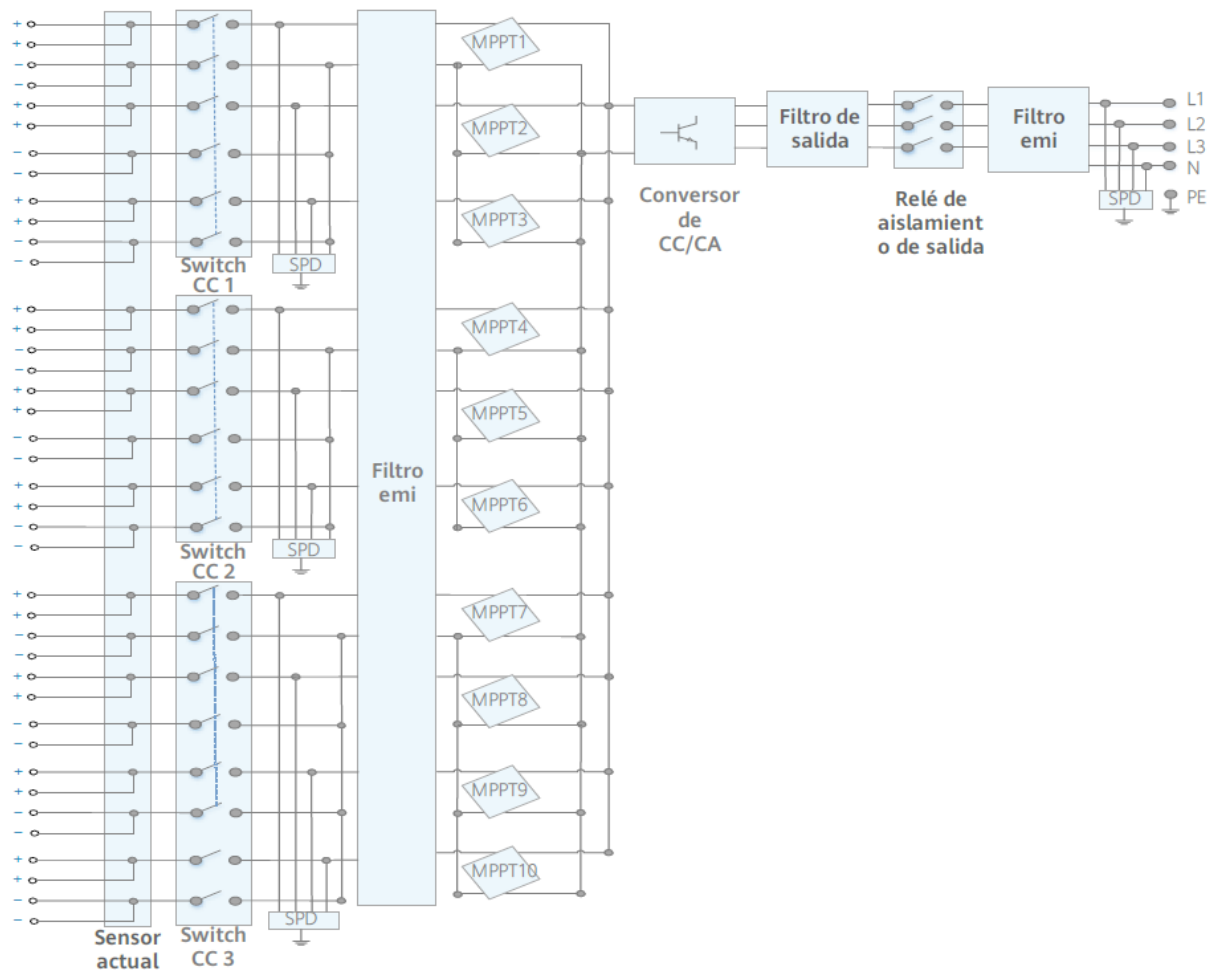 +
+
−
−
+
+
−
−
+
+
−
−
Switch
CC 1
SPD
+
+
−
−
+
+
−
−
+
+
−
−
Switch
CC 2
SPD
+
+
−
−
+
+
−
−
+
+
−
−
+
+
−
−
Sensor
actual
Switch
CC 3
SPD
Filtro
emi
MPPT1
MPPT2
MPPT3
MPPT4
MPPT5
MPPT6
MPPT7
MPPT8
MPPT9
MPPT10
Conversor
de
CC/CA
Filtro de
salida
Relé de
aislamient
o de salida
Filtro
emi
L1
L2
L3
N
SPD
PE